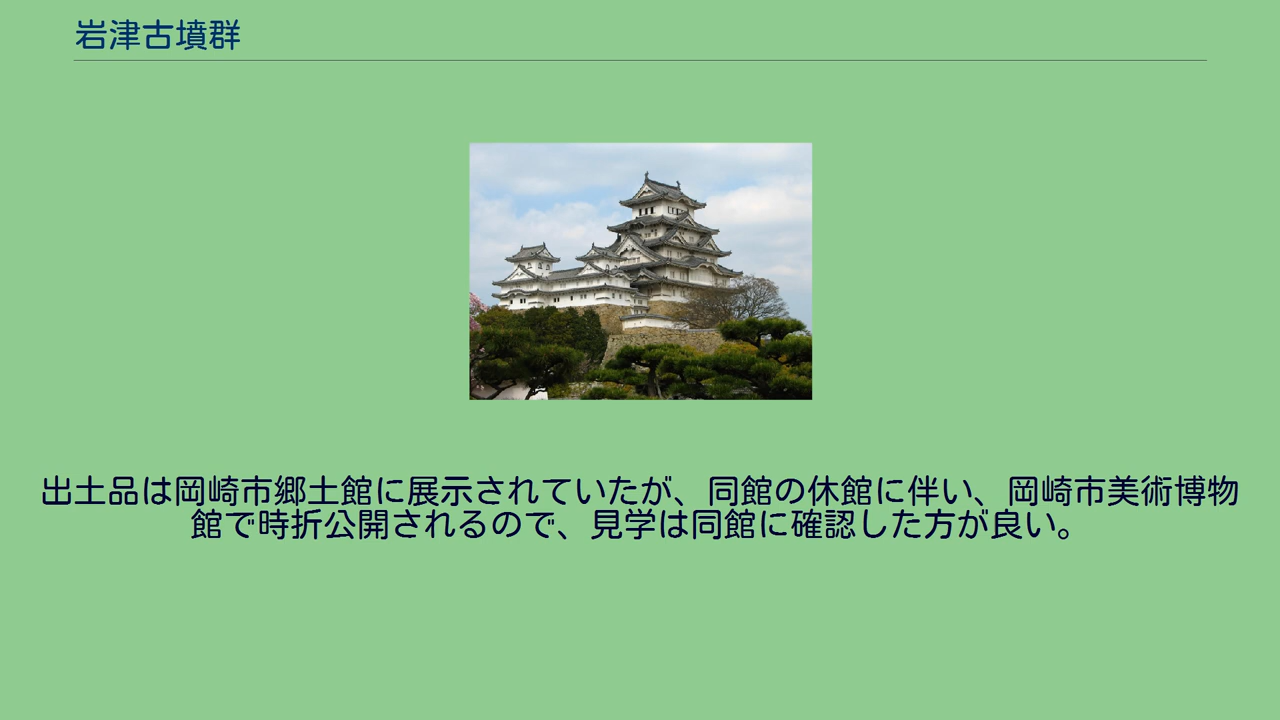 岩津古墳群
出土品は岡崎市郷土館に展示されていたが、同館の休館に伴い、岡崎市美術博物
館で時折公開されるので、見学は同館に確認した方が良い。